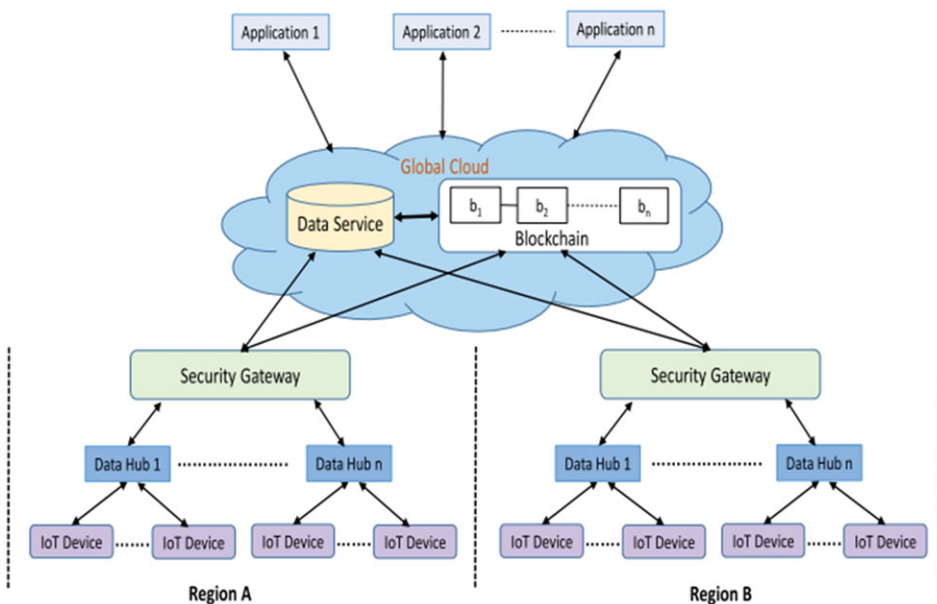 Application 1
Application 2
Application n
Global Cloud
Data Service
b1
b2
bn
Blockchain
Security Gateway
Security Gateway
Data Hub 1
Data Hub n
Data Hub 1
Data Hub n
IoT Device
IoT Device
IoT Device
IoT Device
IoT Device
IoT Device
IoT Device
IoT Device
Region A
Region B